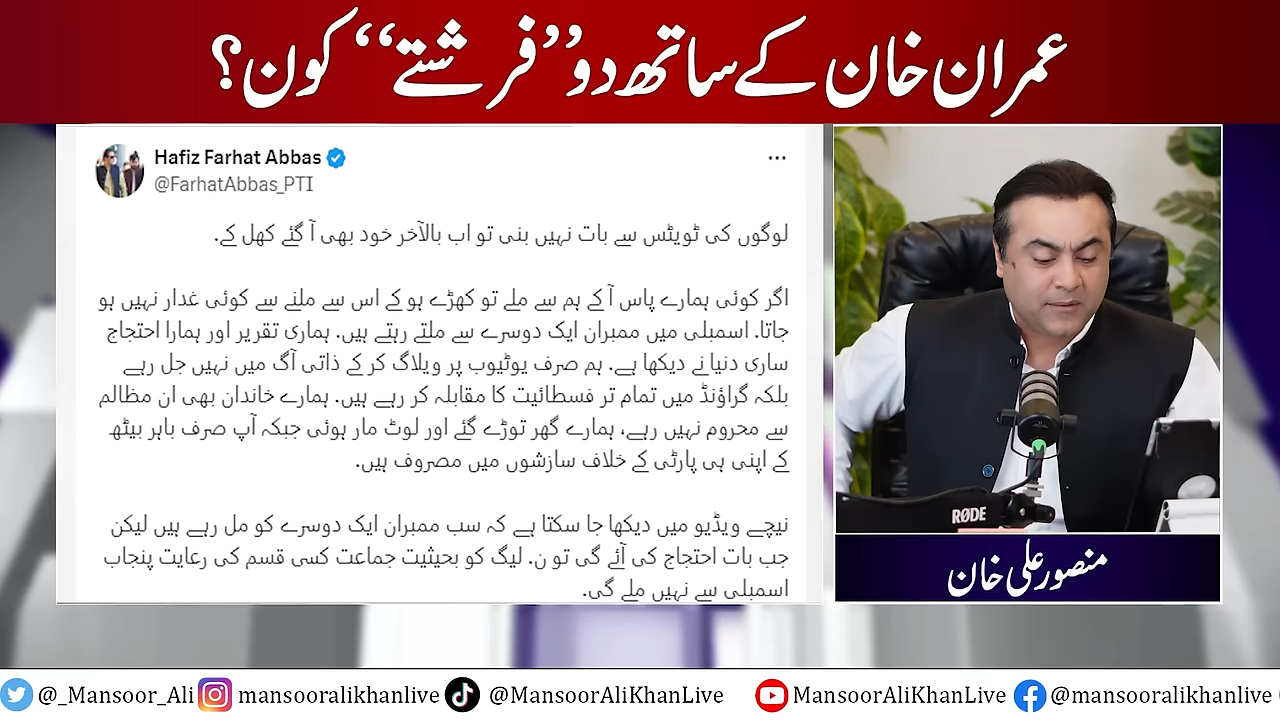 عمران خان کے ساتھ دو ”فرشتے“ کون؟
Hafiz Farhat Abbas
@FarhatAbbas_PTI
لوگوں کی ٹویٹس سے بات نہیں بنی تو اب بالآخر خود بھی آ گئے کھل کے.
اگر کوئی ہمارے پاس آ کے ہم سے ملے تو کھڑے ہو کے اس سے ملنے سے کوئی غدار نہیں ہو
جاتا. اسمبلی میں ممبران ایک دوسرے سے ملتے رہتے ہیں. ہماری تقریر اور ہمارا احتجاج
ساری دنیا نے دیکھا ہے. ہم صرف یوٹیوب پر ویلاگ کر کے ذاتی آگ میں نہیں جل رہے
بلکہ گراؤنڈ میں تمام تر فسطائیت کا مقابلہ کر رہے ہیں. ہمارے خاندان بھی ان مظالم
سے محروم نہیں رہے، ہمارے گھر توڑے گئے اور لوٹ مار ہوئی جبکہ آپ صرف باہر بیٹھ
کے اپنی ہی پارٹی کے خلاف سازشوں میں مصروف ہیں.
نیچے ویڈیو میں دیکھا جا سکتا ہے کہ سب ممبران ایک دوسرے کو مل رہے ہیں لیکن
جب بات احتجاج کی آئے گی تو ن. لیگ کو بحیثیت جماعت کسی قسم کی رعایت پنجاب
اسمبلی سے نہیں ملے گی.
RØDE
منصور علی خان
@_Mansoor_Ali mansooralikhanlive @MansoorAliKhanLive MansoorAliKhanLive @mansooralikhanlive